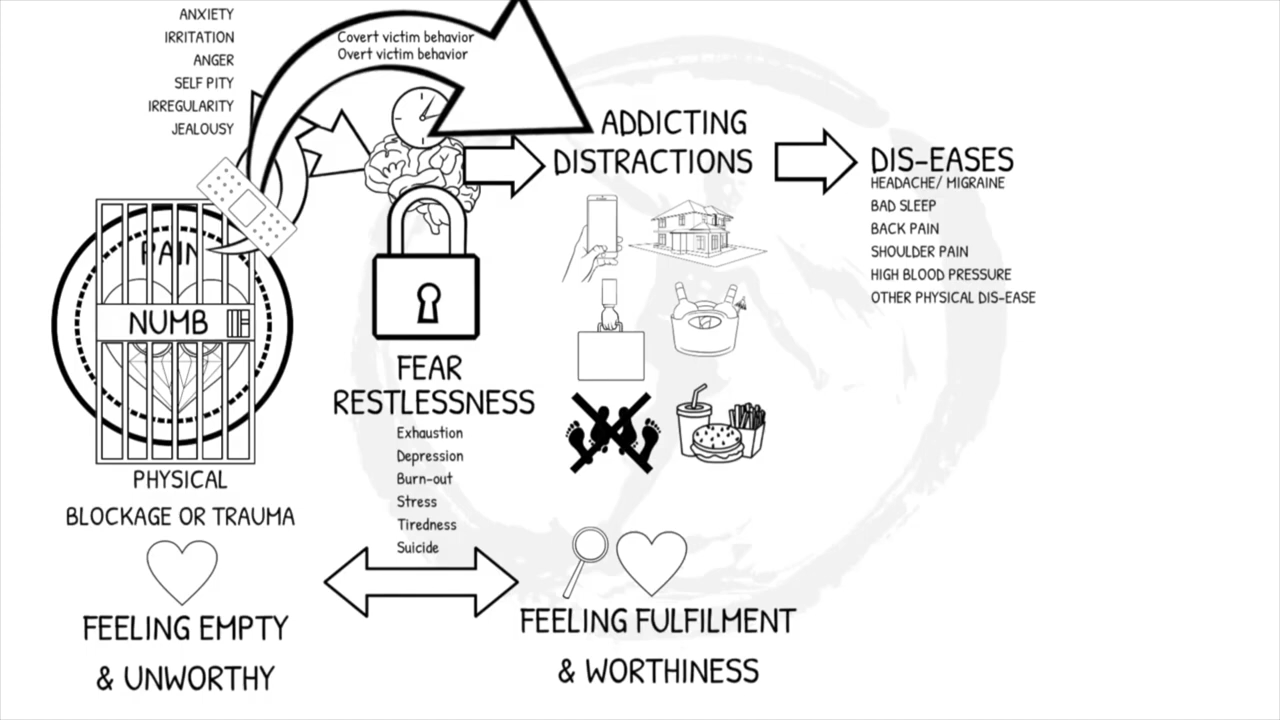 ANXIETY
IRRITATION
ANGER
SELF PITY
IRREGULARITY
JEALOUSY
Covert victim behavior
Overt victim behavior
PAIN
NUMB
PHYSICAL
BLOCKAGE OR TRAUMA
FEELING EMPTY
& UNWORTHY
FEAR
RESTLESSNESS
Exhaustion
Depression
Burn-out
Stress
Tiredness
Suicide
ADDICTING
DISTRACTIONS
FEELING FULFILMENT
& WORTHINESS
DIS-EASES
HEADACHE/ MIGRAINE
BAD SLEEP
BACK PAIN
SHOULDER PAIN
HIGH BLOOD PRESSURE
OTHER PHYSICAL DIS-EASE